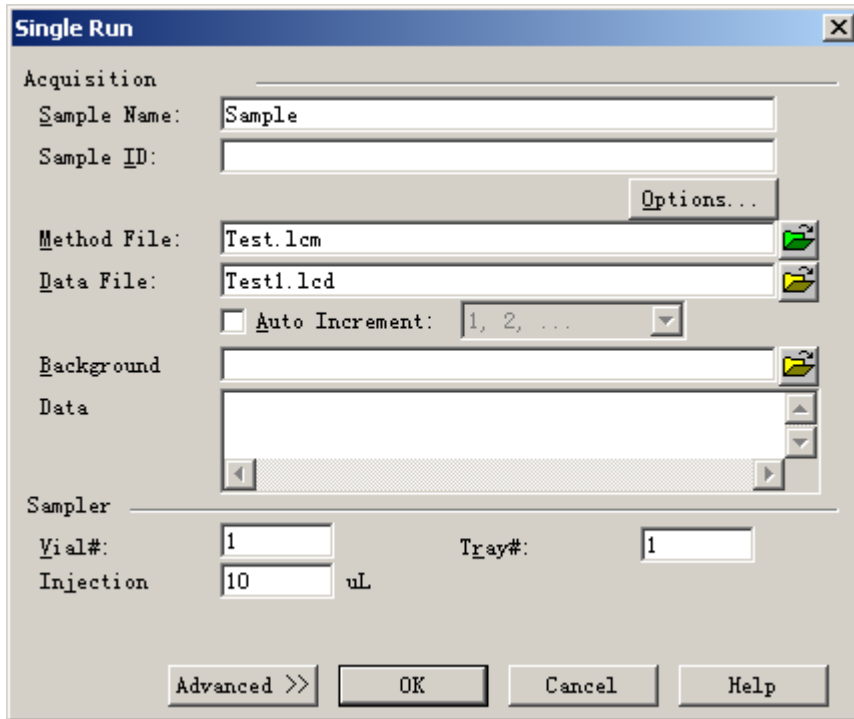 Single Run
Acquisition
Sample Name: Sample
Sample ID:
Options...
Method File: Test.lcm
Data File: Test1.lcd
Auto Increment: 1, 2, ...
Background
Data
Sampler
Vial#: 1 Tray#: 1
Injection 10 uL
Advanced >> OK Cancel Help